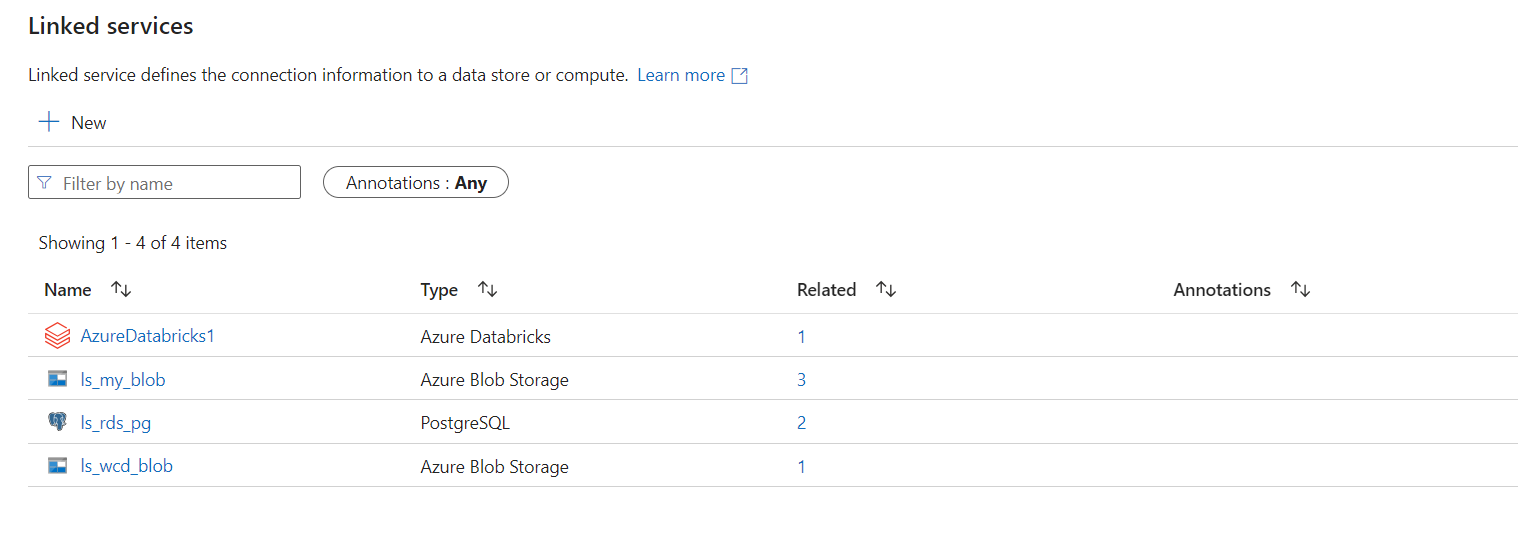 Linked services
Linked service defines the connection information to a data store or compute. Learn more
New
Filter by name
Annotations : Any
Showing 1 - 4 of 4 items
Name Type Related Annotations
AzureDatabricks1 Azure Databricks 1
ls_my_blob Azure Blob Storage 3
ls_rds_pg PostgreSQL 2
ls_wcd_blob Azure Blob Storage 1